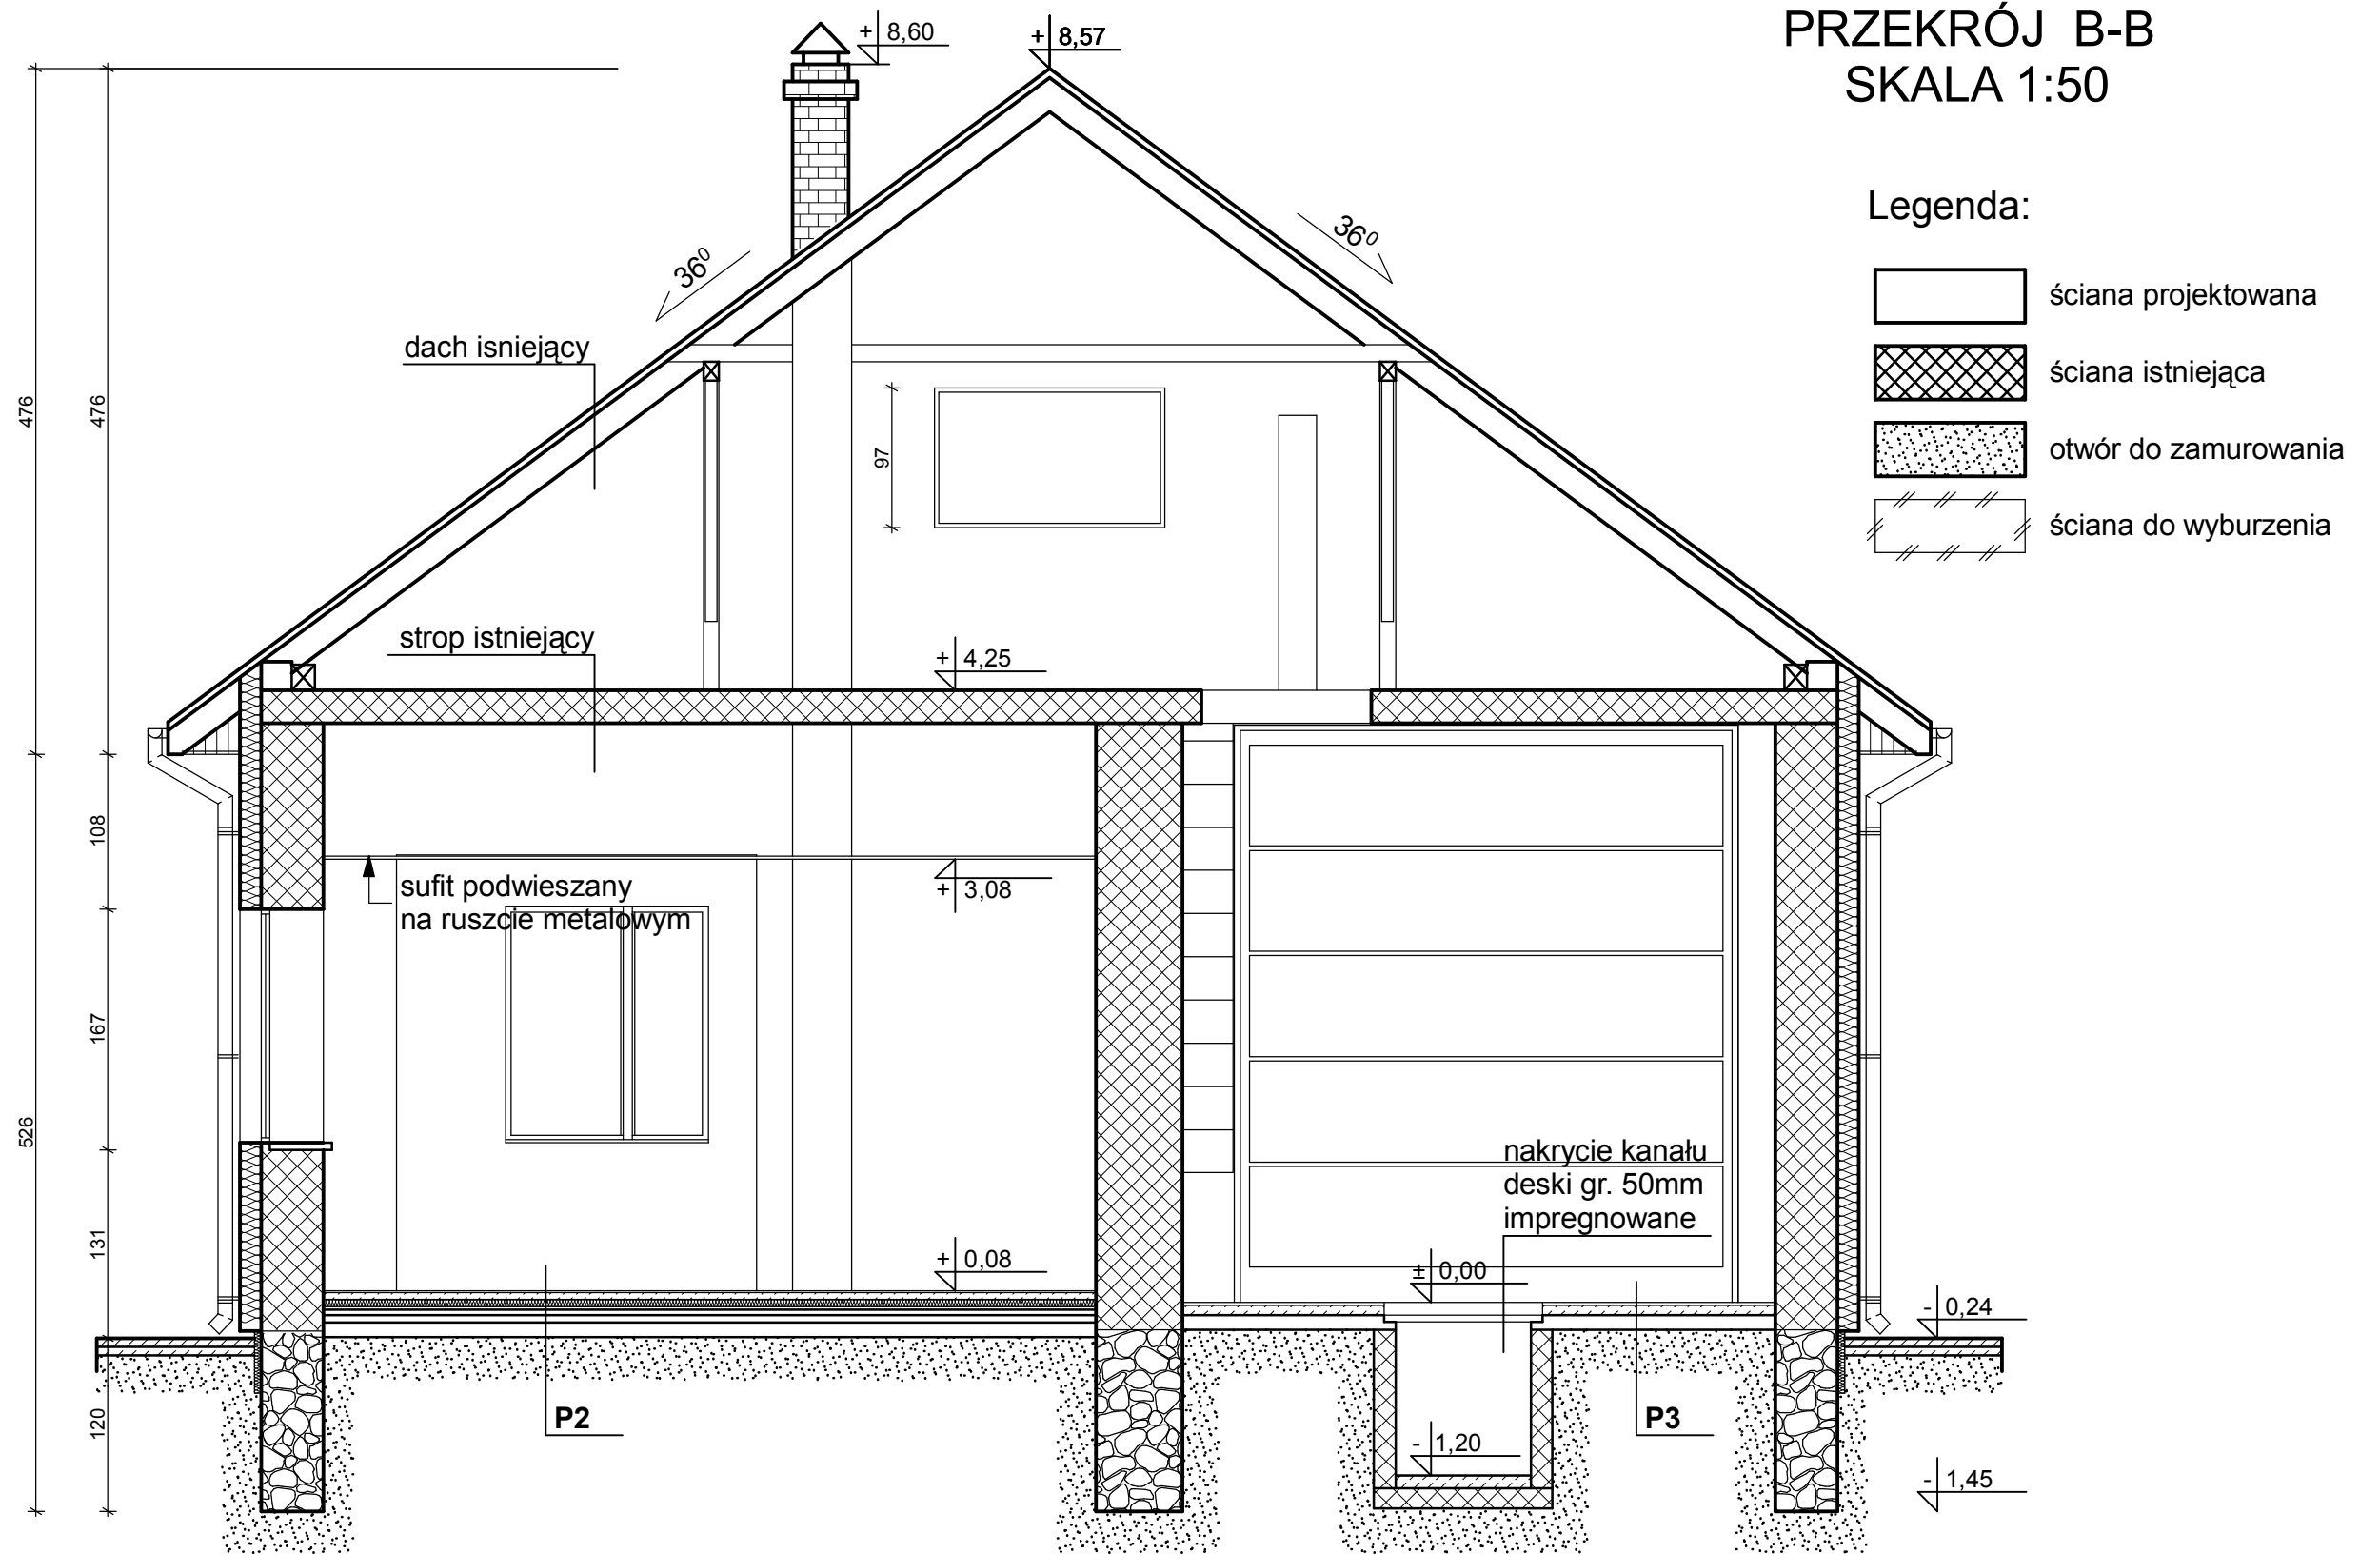 PRZEKRÓJ B-B
SKALA 1:50
+ 8,60
+ 8,57
Legenda:
ściana projektowana
ściana istniejąca
otwór do zamurowania
ściana do wyburzenia
36⁰
36⁰
dach isniejący
476
476
97
strop istniejący
+ 4,25
108
sufit podwieszany
na ruszcie metalowym
+ 3,08
167
526
131
nakrycie kanału
deski gr. 50mm
impregnowane
+ 0,08
± 0,00
- 0,24
120
P2
P3
- 1,20
- 1,45